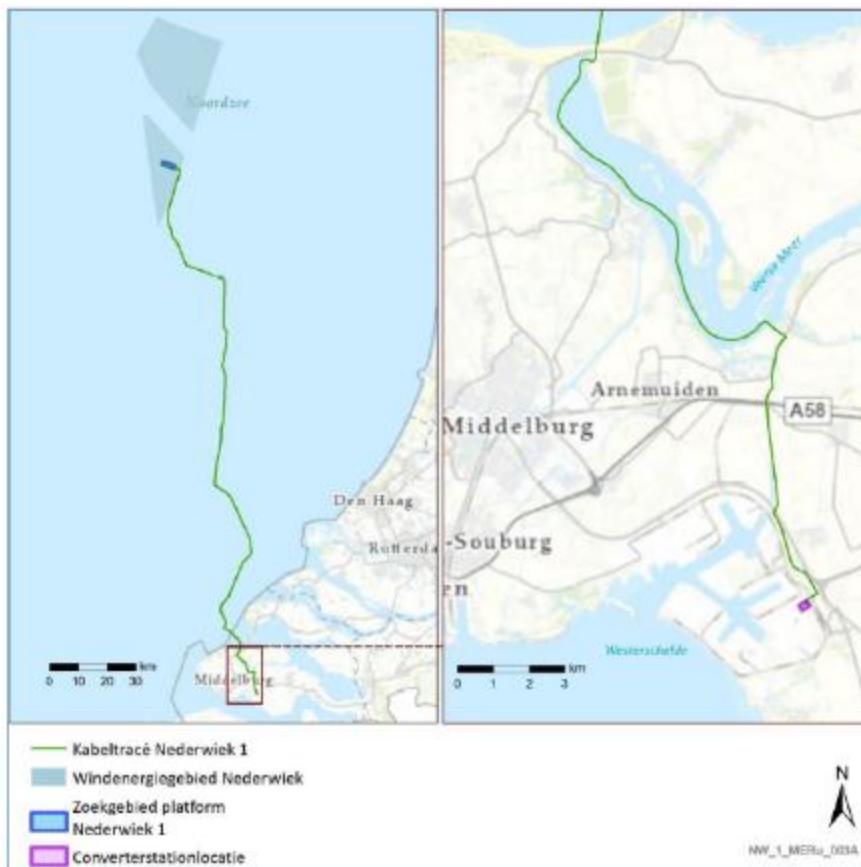 Noordzee
Den Haag
Rotterda
Middelburg
0 10 20 30 km
Veerse Meer
Arnemuiden
A58
Middelburg
-Souburg
en
Westerschelde
0 1 2 3 km
Kabeltracé Nederwiek 1
Windenergiegebied Nederwiek
Zoekgebied platform
Nederwiek 1
Converterstationlocatie
N
NW_1_MERu_003A